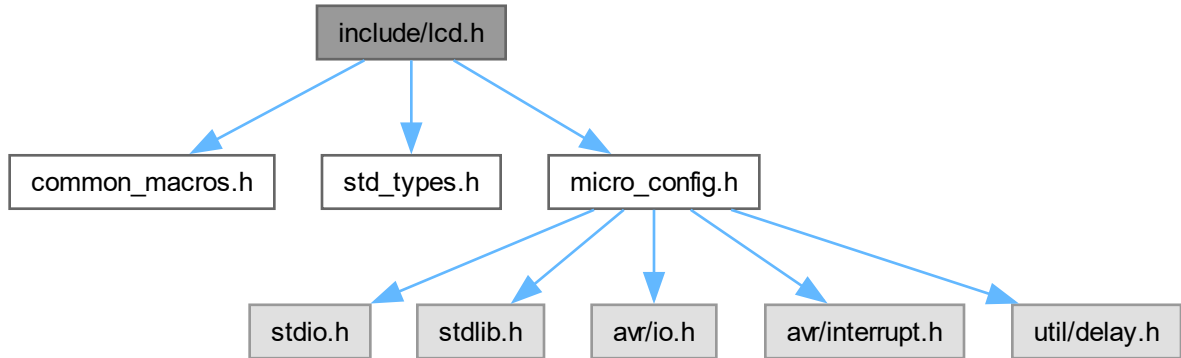 include/lcd.h
common_macros.h
std_types.h
micro_config.h
stdio.h
stdlib.h
avr/io.h
avr/interrupt.h
util/delay.h